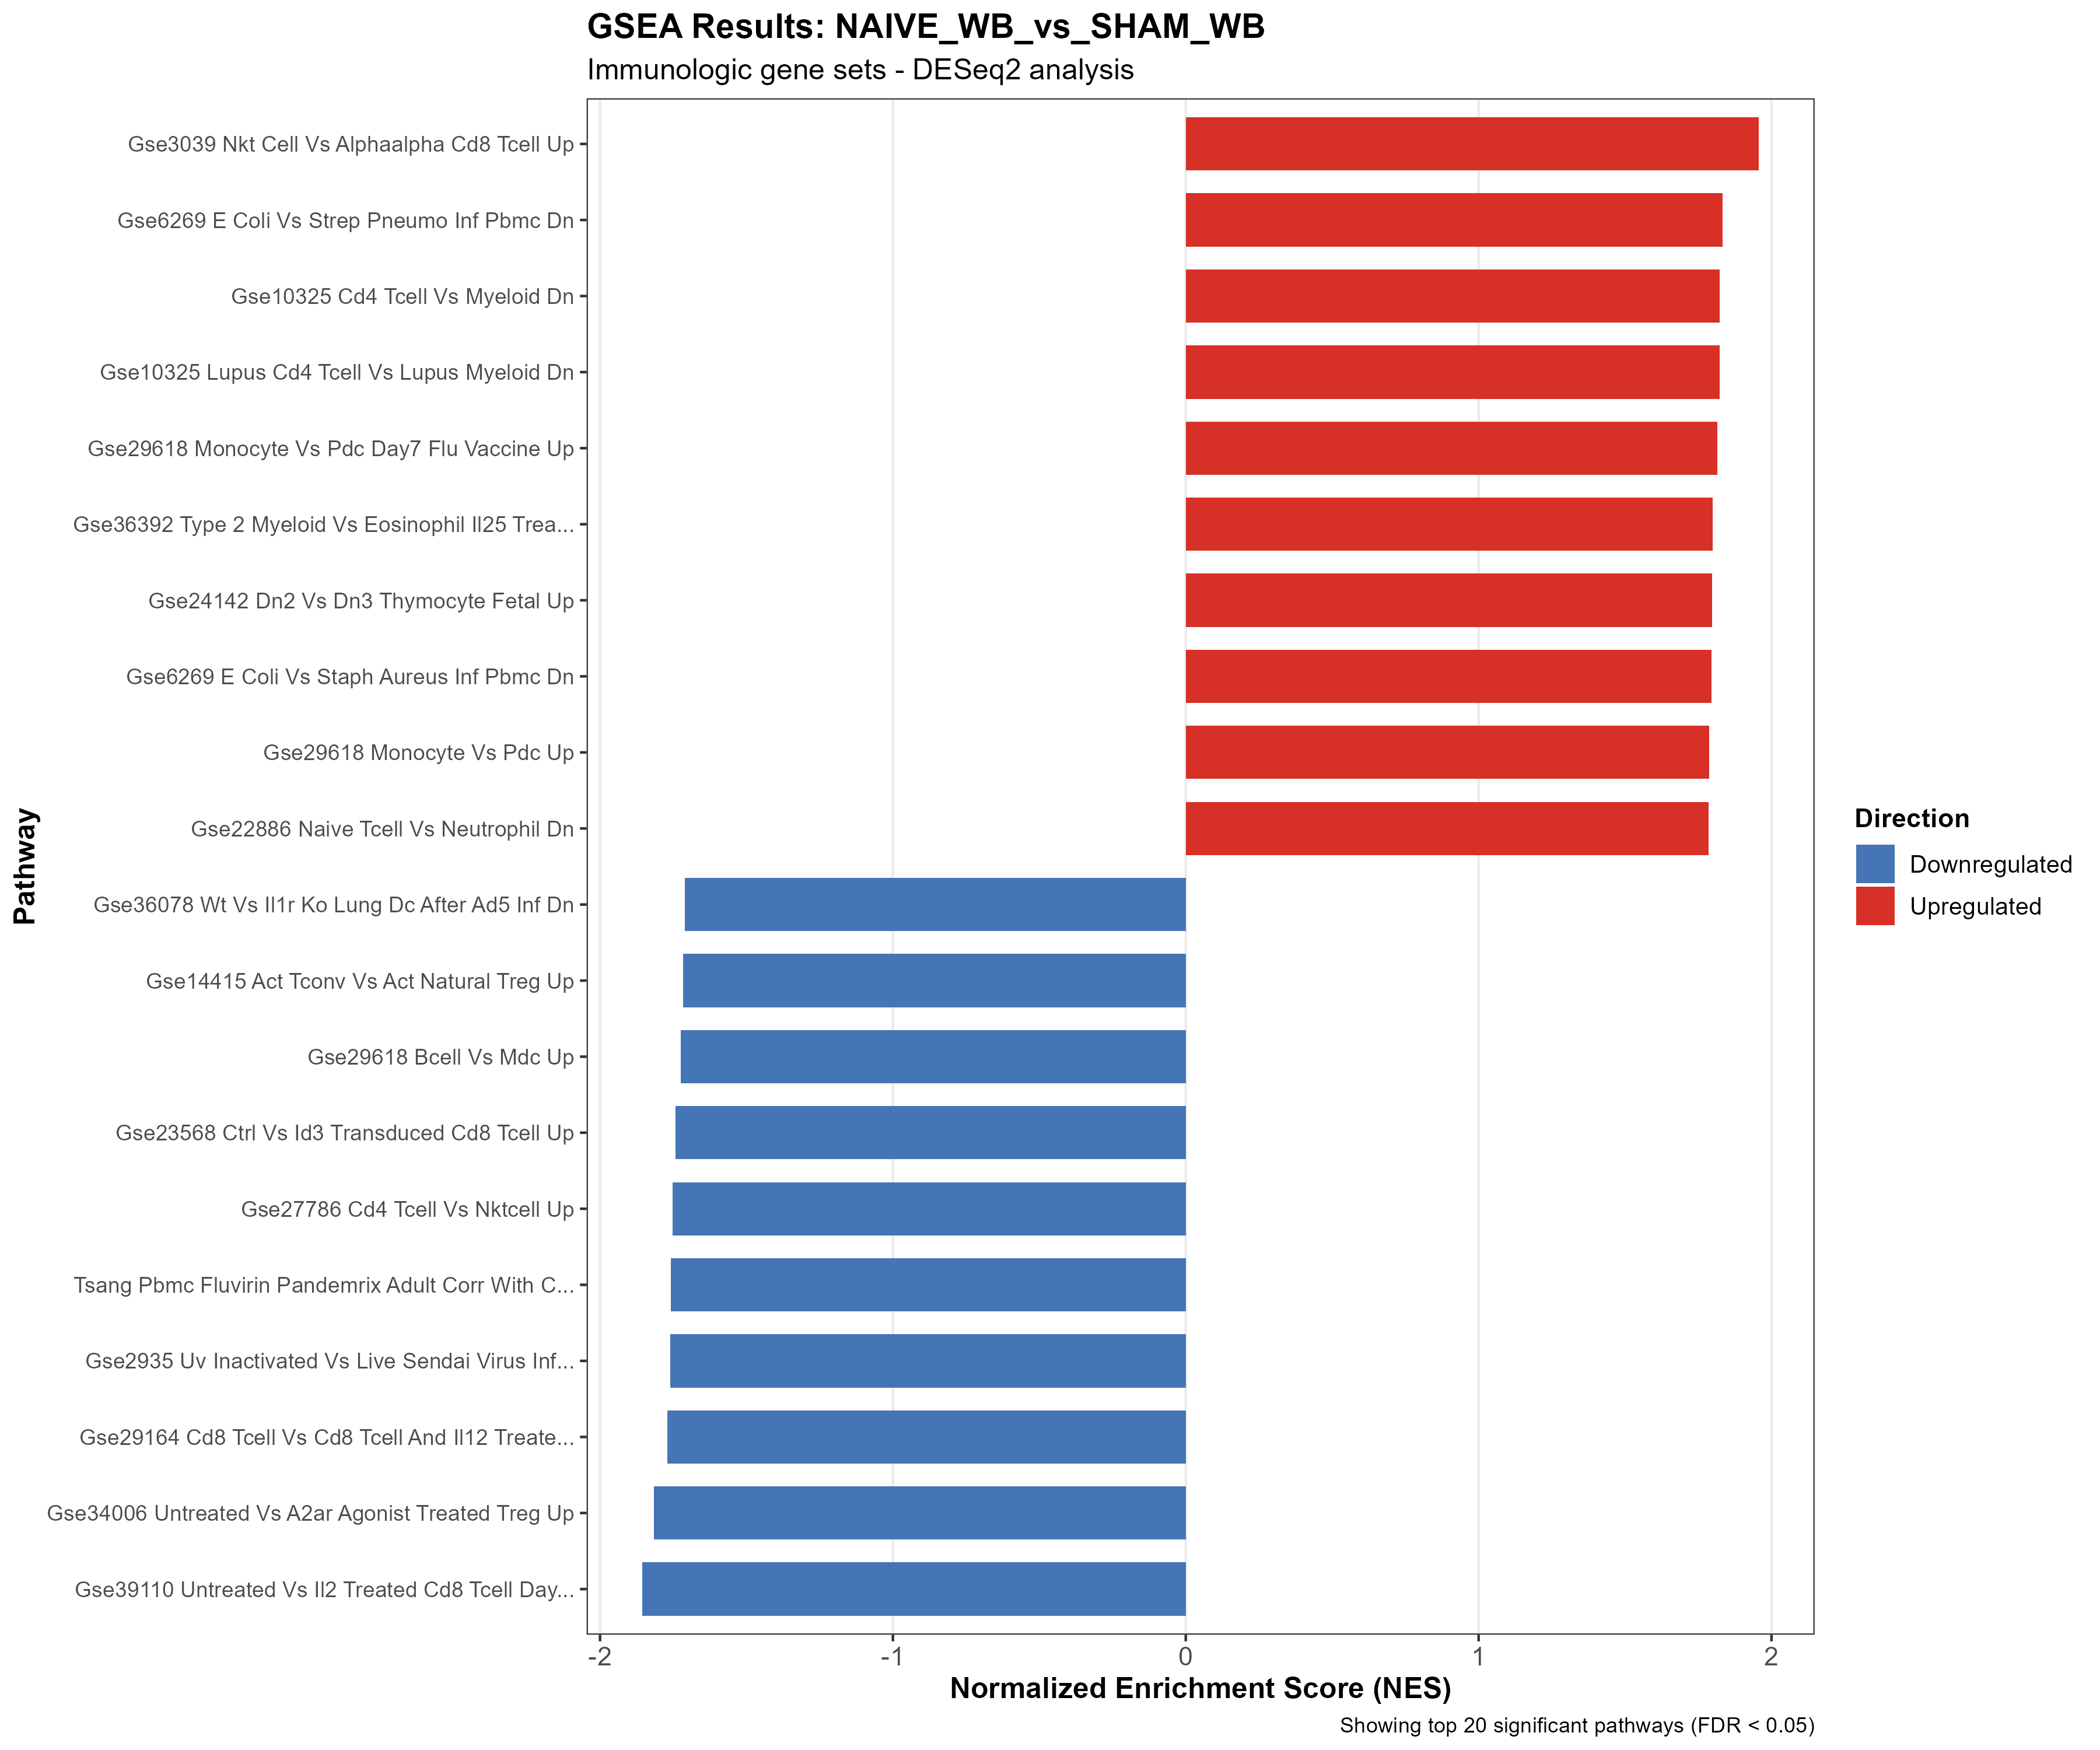 GSEA Results: NAIVE_WB_vs_SHAM_WB
Immunologic gene sets - DESeq2 analysis
Pathway
Gse3039 Nkt Cell Vs Alphaalpha Cd8 Tcell Up
Gse6269 E Coli Vs Strep Pneumo Inf Pbmc Dn
Gse10325 Cd4 Tcell Vs Myeloid Dn
Gse10325 Lupus Cd4 Tcell Vs Lupus Myeloid Dn
Gse29618 Monocyte Vs Pdc Day7 Flu Vaccine Up
Gse36392 Type 2 Myeloid Vs Eosinophil Il25 Trea...
Gse24142 Dn2 Vs Dn3 Thymocyte Fetal Up
Gse6269 E Coli Vs Staph Aureus Inf Pbmc Dn
Gse29618 Monocyte Vs Pdc Up
Gse22886 Naive Tcell Vs Neutrophil Dn
Gse36078 Wt Vs Il1r Ko Lung Dc After Ad5 Inf Dn
Gse14415 Act Tconv Vs Act Natural Treg Up
Gse29618 Bcell Vs Mdc Up
Gse23568 Ctrl Vs Id3 Transduced Cd8 Tcell Up
Gse27786 Cd4 Tcell Vs Nktcell Up
Tsang Pbmc Fluvirin Pandemrix Adult Corr With C...
Gse2935 Uv Inactivated Vs Live Sendai Virus Inf...
Gse29164 Cd8 Tcell Vs Cd8 Tcell And Il12 Treate...
Gse34006 Untreated Vs A2ar Agonist Treated Treg Up
Gse39110 Untreated Vs Il2 Treated Cd8 Tcell Day...
-2 -1 0 1 2
Normalized Enrichment Score (NES)
Showing top 20 significant pathways (FDR < 0.05)
Direction
Downregulated
Upregulated